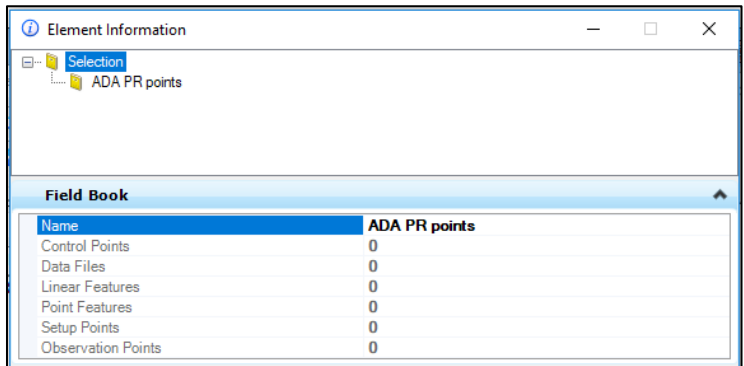 Element Information
Selection
ADA PR points
Field Book
Name ADA PR points
Control Points 0
Data Files 0
Linear Features 0
Point Features 0
Setup Points 0
Observation Points 0